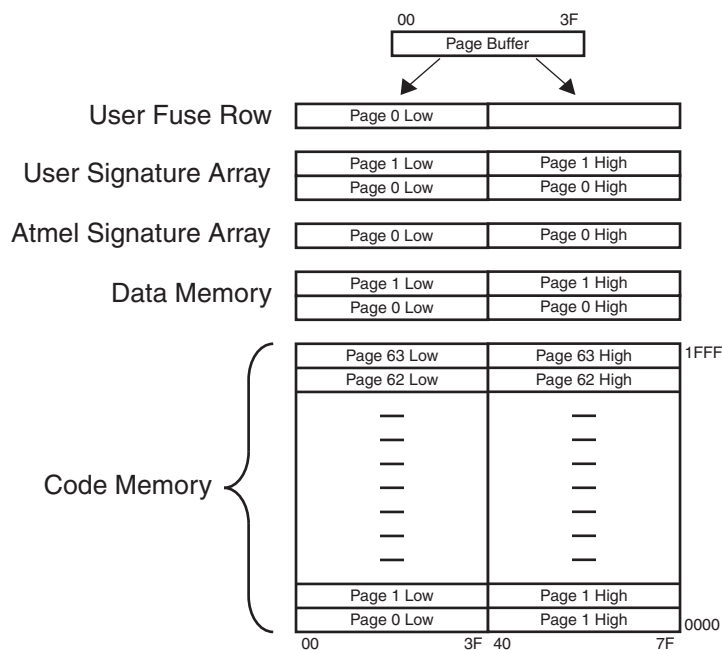 00 3F
Page Buffer
User Fuse Row
Page 0 Low
User Signature Array
Page 1 Low Page 1 High
Page 0 Low Page 0 High
Atmel Signature Array
Page 0 Low Page 0 High
Data Memory
Page 1 Low Page 1 High
Page 0 Low Page 0 High
Code Memory
Page 63 Low Page 63 High 1FFF
Page 62 Low Page 62 High
Page 1 Low Page 1 High
Page 0 Low Page 1 High 0000
00 3F 40 7F